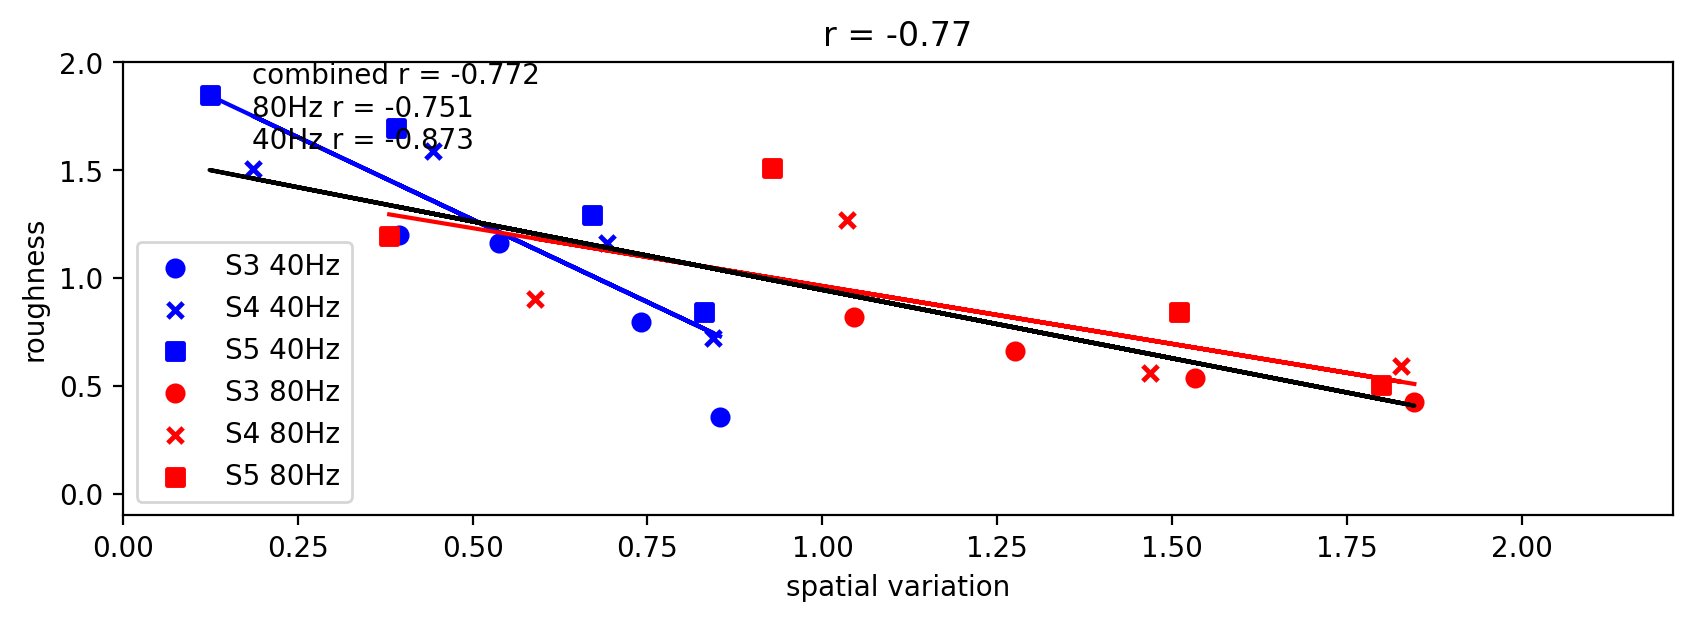 r = -0.77
combined r = -0.772
80Hz r = -0.751
40Hz r = -0.873
roughness
2.0
1.5
1.0
0.5
0.0
S3 40Hz
S4 40Hz
S5 40Hz
S3 80Hz
S4 80Hz
S5 80Hz
0.00 0.25 0.50 0.75 1.00 1.25 1.50 1.75 2.00
spatial variation